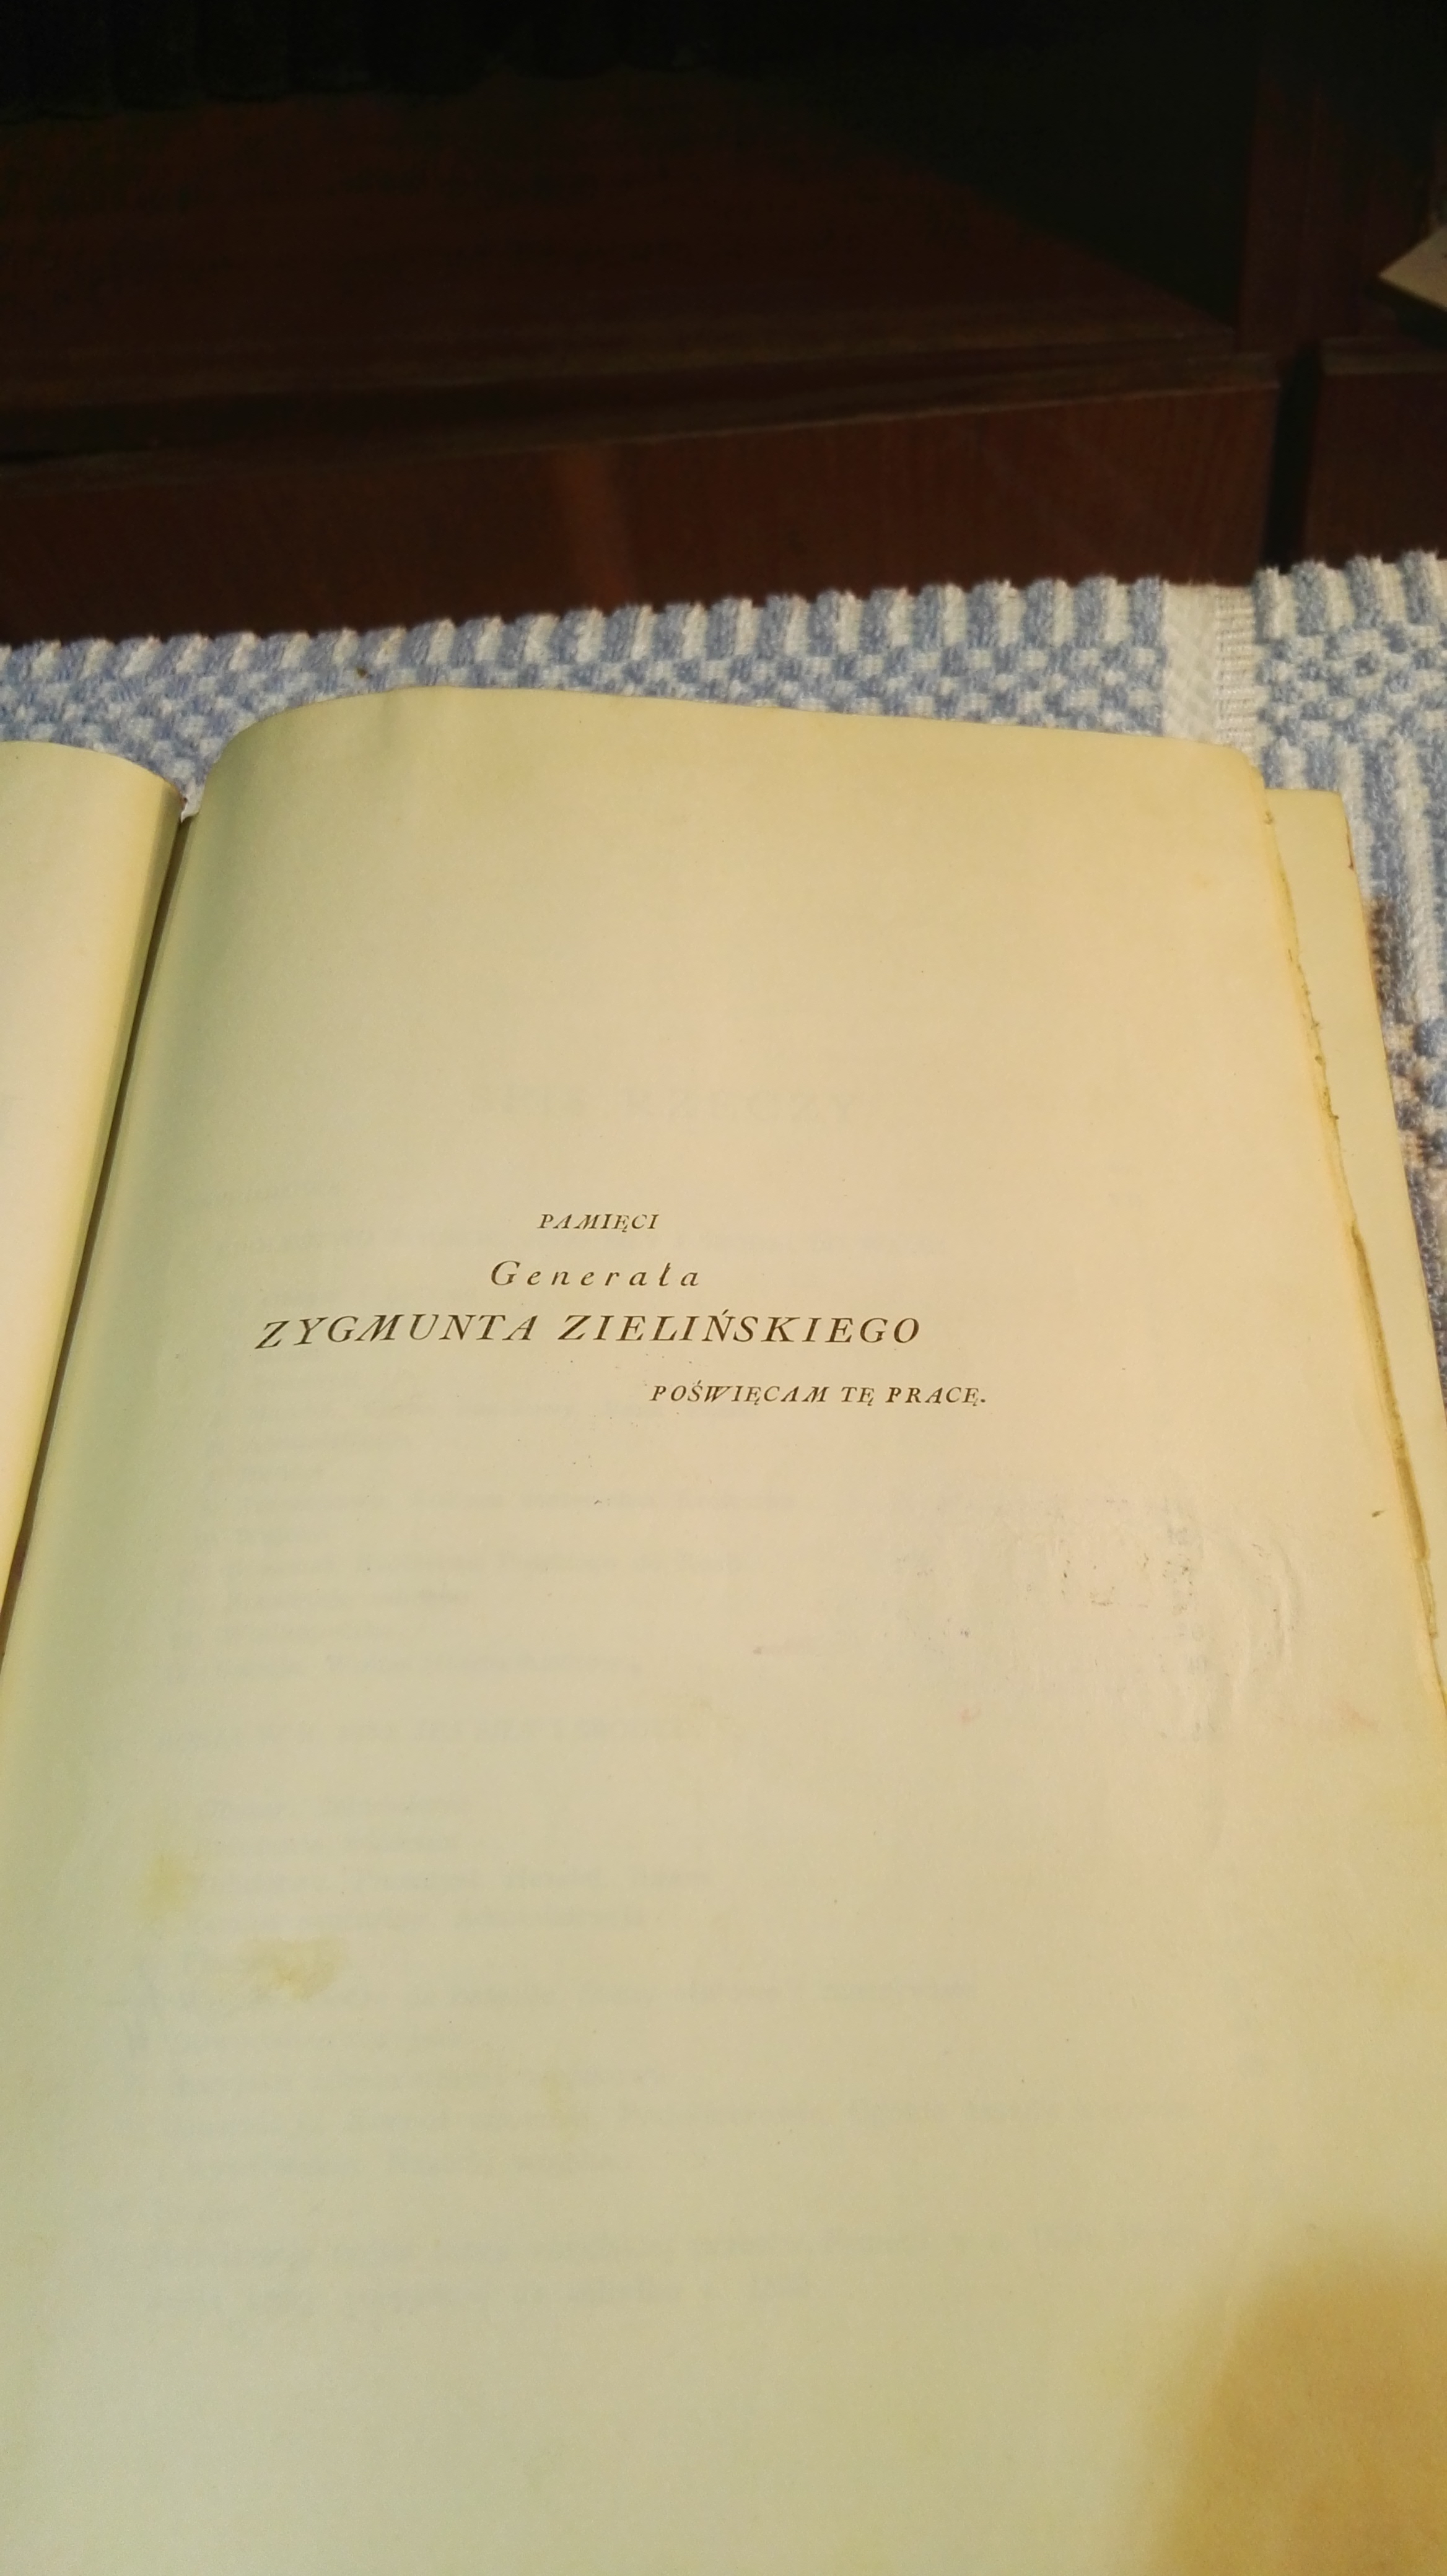 PAMIĘCI
Generała
ZYGMUNTA ZIELIŃSKIEGO
POŚWIĘCAM TĘ PRACĘ.